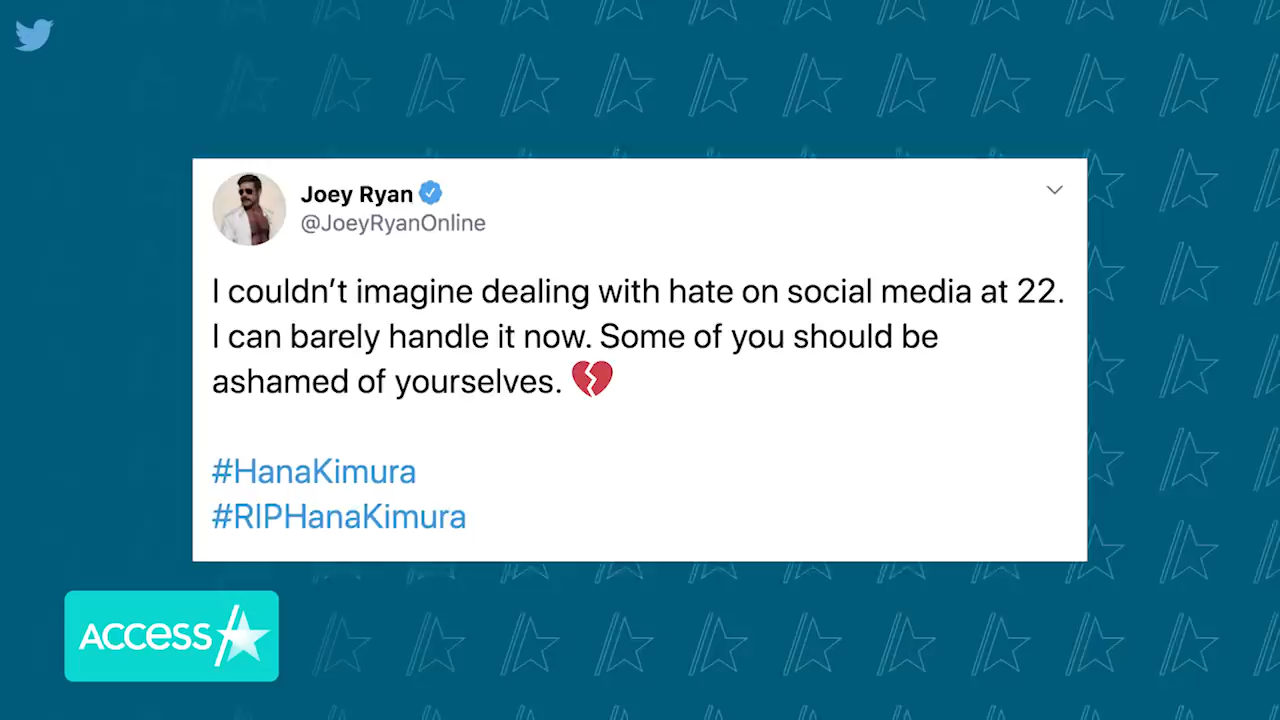 Joey Ryan
@JoeyRyanOnline
I couldn’t imagine dealing with hate on social media at 22.
I can barely handle it now. Some of you should be
ashamed of yourselves. 💔
#HanaKimura
#RIPHanaKimura
ACCESS